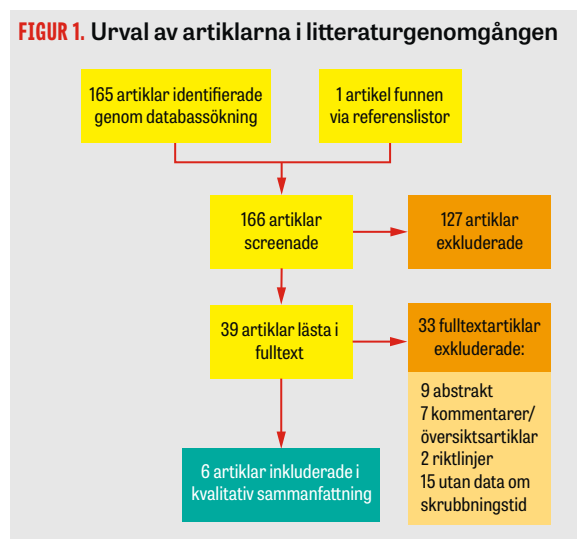 FIGUR 1. Urval av artiklarna i litteraturgenomgången
165 artiklar identifierade
genom databassökning
1 artikel funnen
via referenslistor
166 artiklar
screenade
127 artiklar
exkluderade
39 artiklar lästa i
fulltext
33 fulltextartiklar
exkluderade:
9 abstrakt
7 kommentarer/
översiktsartiklar
2 riktlinjer
15 utan data om
skrubbningstid
6 artiklar inkluderade i
kvalitativ sammanfattning